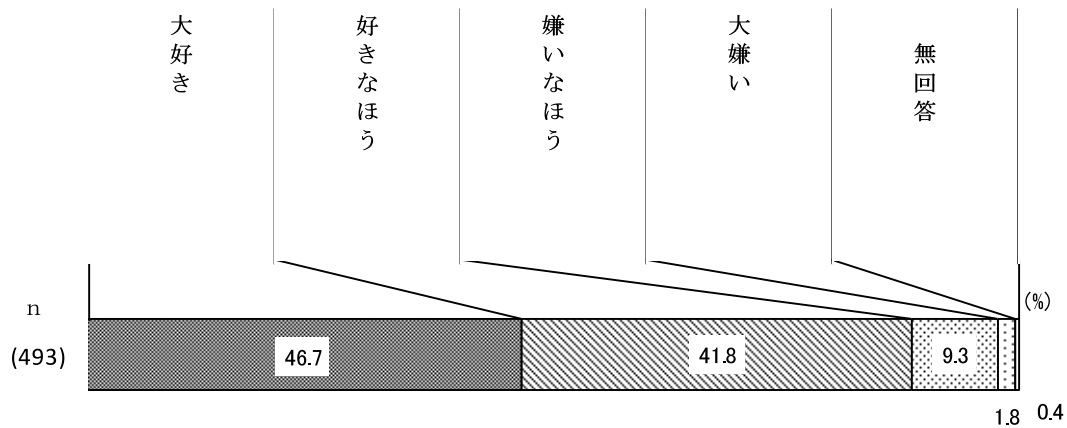 大好き
好きなほう
嫌いなほう
大嫌い
無回答
(%)
n
(493)
46.7
41.8
9.3
1.8
0.4